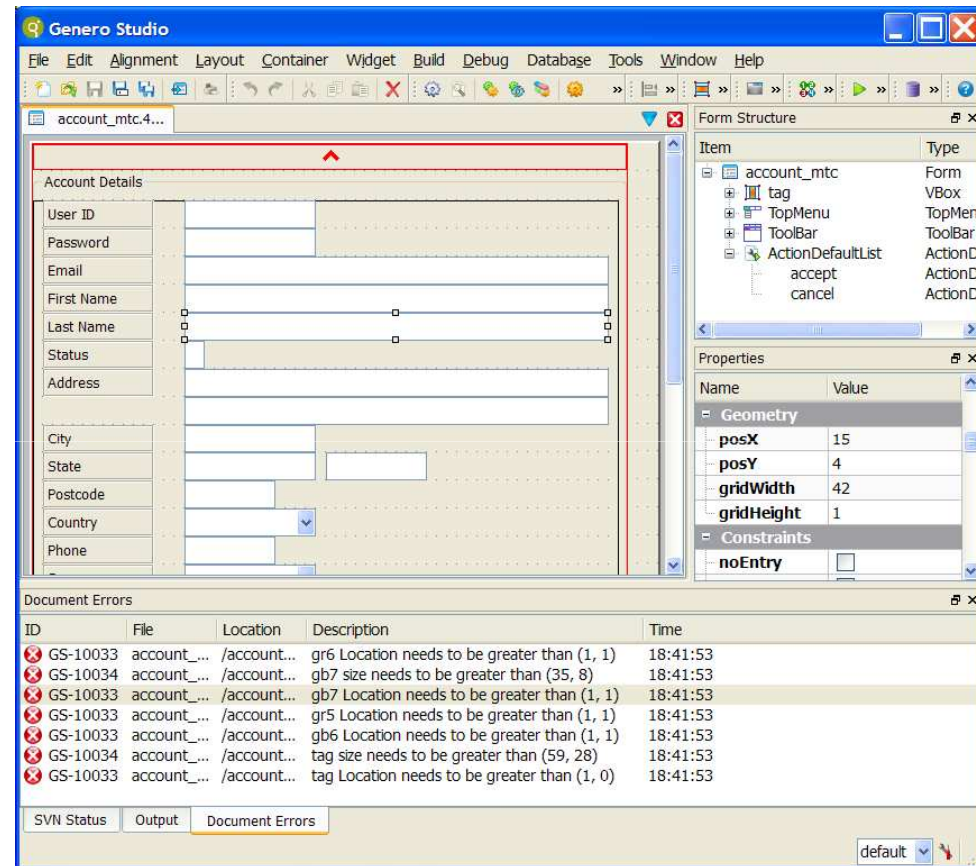 Genero Studio
File Edit Alignment Layout Container Widget Build Debug Database Tools Window Help
account_mtc.4...
Account Details
User ID
Password
Email
First Name
Last Name
Status
Address
City
State
Postcode
Country
Phone
Form Structure
Item Type
account_mtc Form
tag VBox
TopMenu TopMen
ToolBar ToolBar
ActionDefaultList ActionD
accept ActionD
cancel ActionD
Properties
Name Value
Geometry
posX 15
posY 4
gridWidth 42
gridHeight 1
Constraints
noEntry
Document Errors
ID File Location Description Time
GS-10033 account_... /account... gr6 Location needs to be greater than (1, 1) 18:41:53
GS-10034 account_... /account... gb7 size needs to be greater than (35, 8) 18:41:53
GS-10033 account_... /account... gb7 Location needs to be greater than (1, 1) 18:41:53
GS-10033 account_... /account... gr5 Location needs to be greater than (1, 1) 18:41:53
GS-10033 account_... /account... gb6 Location needs to be greater than (1, 1) 18:41:53
GS-10034 account_... /account... tag size needs to be greater than (59, 28) 18:41:53
GS-10033 account_... /account... tag Location needs to be greater than (1, 0) 18:41:53
SVN Status Output Document Errors
default